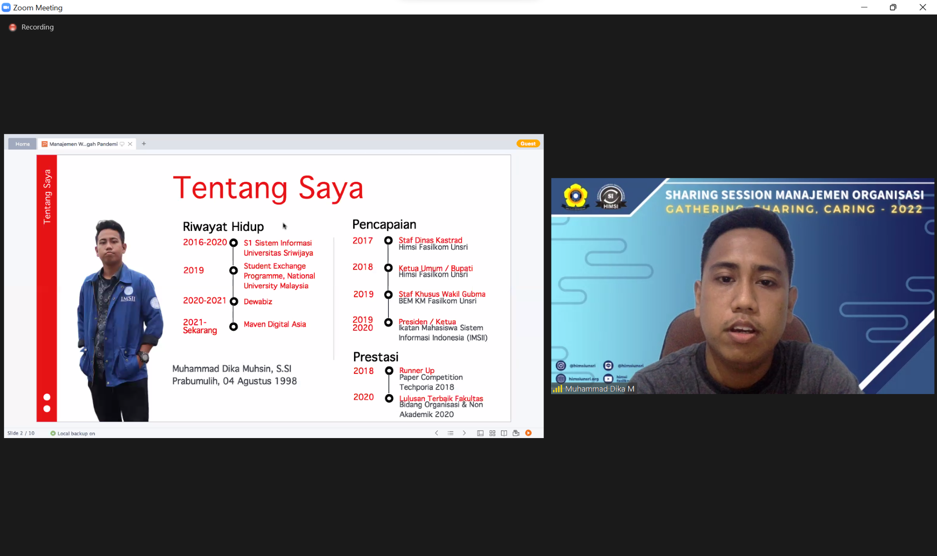 Zoom Meeting
Recording
Home
Manajemen W...gah Pandemi
Guest
Tentang Saya
Tentang Saya
Riwayat Hidup
2016-2020
S1 Sistem Informasi
Universitas Sriwijaya
2019
Student Exchange
Programme, National
University Malaysia
2020-2021
Dewabiz
2021-
Sekarang
Maven Digital Asia
Muhammad Dika Muhsin, S.SI
Prabumulih, 04 Agustus 1998
Pencapaian
2017
Staf Dinas Kastrad
Himsi Fasilkom Unsri
2018
Ketua Umum / Bupati
Himsi Fasilkom Unsri
2019
Staf Khusus Wakil Gubma
BEM KM Fasilkom Unsri
2019
2020
Presiden / Ketua
Ikatan Mahasiswa Sistem
Informasi Indonesia (IMSII)
Prestasi
2018
Runner Up
Paper Competition
Techporia 2018
2020
Lulusan Terbaik Fakultas
Bidang Organisasi & Non
Akademik 2020
Slide 2 / 10
Local backup on
HIMSI
SHARING SESSION MANAJEMEN ORGANISASI
GATHERING, SHARING, CARING - 2022
@himsiunsri
Muhammad Dika M